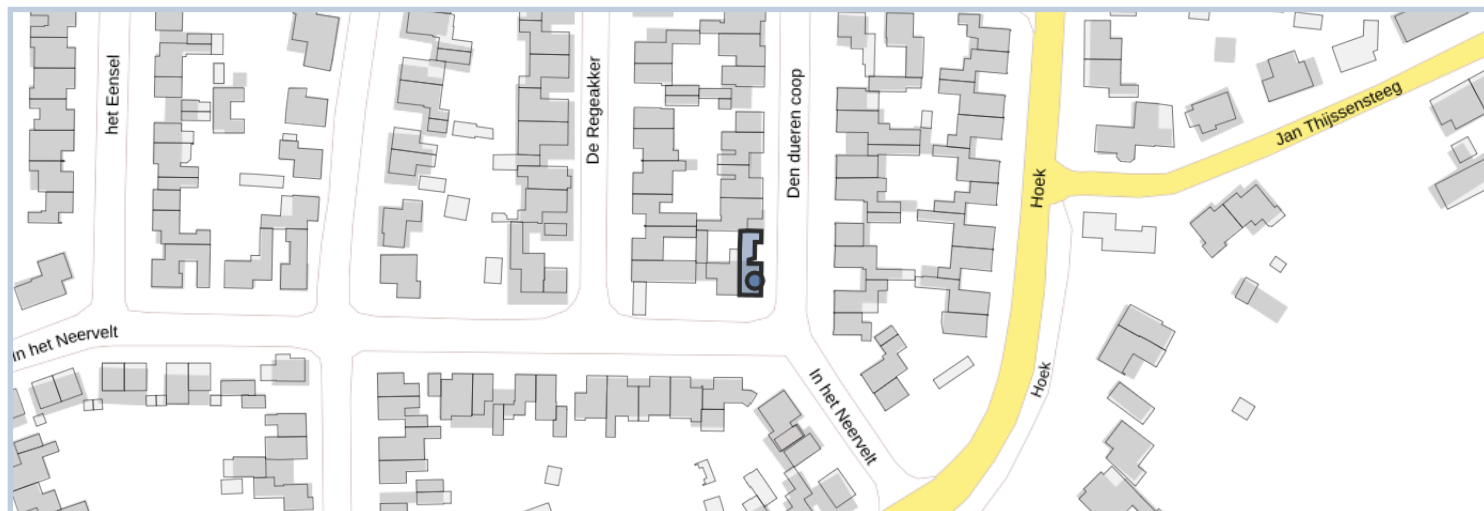 het Eensel
De Regeakker
Den dueren coop
Hoek
Jan Thijssensteeg
In het Neervelt
Hoek
In het Neervelt